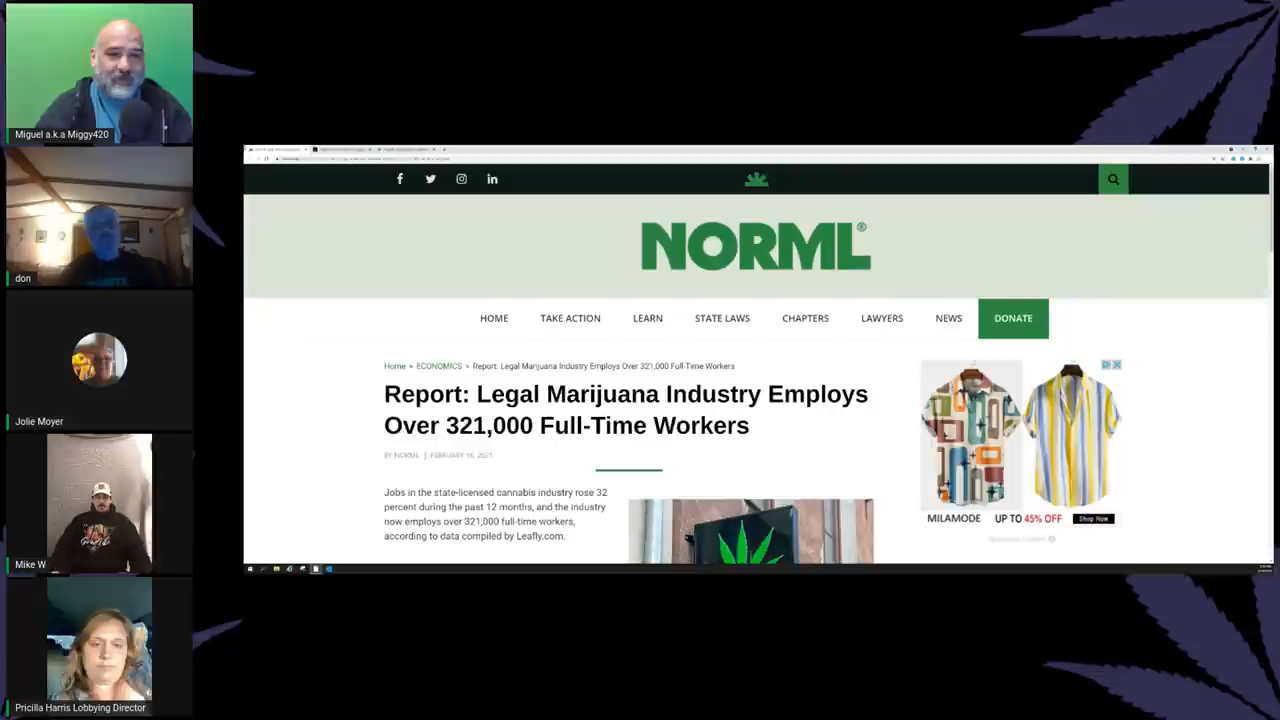 Miguel a.k.a Miggy420
don
Jolie Moyer
Mike W
Pricilla Harris Lobbying Director
NORML®
HOME TAKE ACTION LEARN STATE LAWS CHAPTERS LAWYERS NEWS DONATE
Home » ECONOMICS » Report: Legal Marijuana Industry Employs Over 321,000 Full-Time Workers
Report: Legal Marijuana Industry Employs
Over 321,000 Full-Time Workers
BY NORML | FEBRUARY 16, 2021
Jobs in the state-licensed cannabis industry rose 32
percent during the past 12 months, and the industry
now employs over 321,000 full-time workers,
according to data compiled by Leafly.com.
MILAMODE UP TO 45% OFF Shop Now